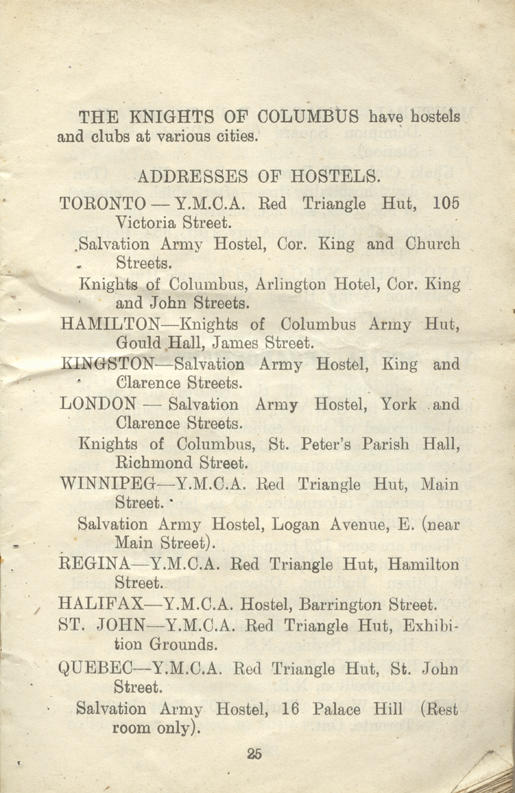 THE KNIGHTS OF COLUMBUS have hostels
and clubs at various cities.
ADDRESSES OF HOSTELS.
TORONTO — Y.M.C.A. Red Triangle Hut, 105
Victoria Street.
Salvation Army Hostel, Cor. King and Church
Streets.
Knights of Columbus, Arlington Hotel, Cor. King
and John Streets.
HAMILTON—Knights of Columbus Army Hut,
Gould Hall, James Street.
KINGSTON—Salvation Army Hostel, King and
Clarence Streets.
LONDON — Salvation Army Hostel, York and
Clarence Streets.
Knights of Columbus, St. Peter's Parish Hall,
Richmond Street.
WINNIPEG—Y.M.C.A. Red Triangle Hut, Main
Street.
Salvation Army Hostel, Logan Avenue, E. (near
Main Street).
REGINA—Y.M.C.A. Red Triangle Hut, Hamilton
Street.
HALIFAX—Y.M.C.A. Hostel, Barrington Street.
ST. JOHN—Y.M.C.A. Red Triangle Hut, Exhibi-
tion Grounds.
QUEBEC—Y.M.C.A. Red Triangle Hut, St. John
Street.
Salvation Army Hostel, 16 Palace Hill (Rest
room only).
25